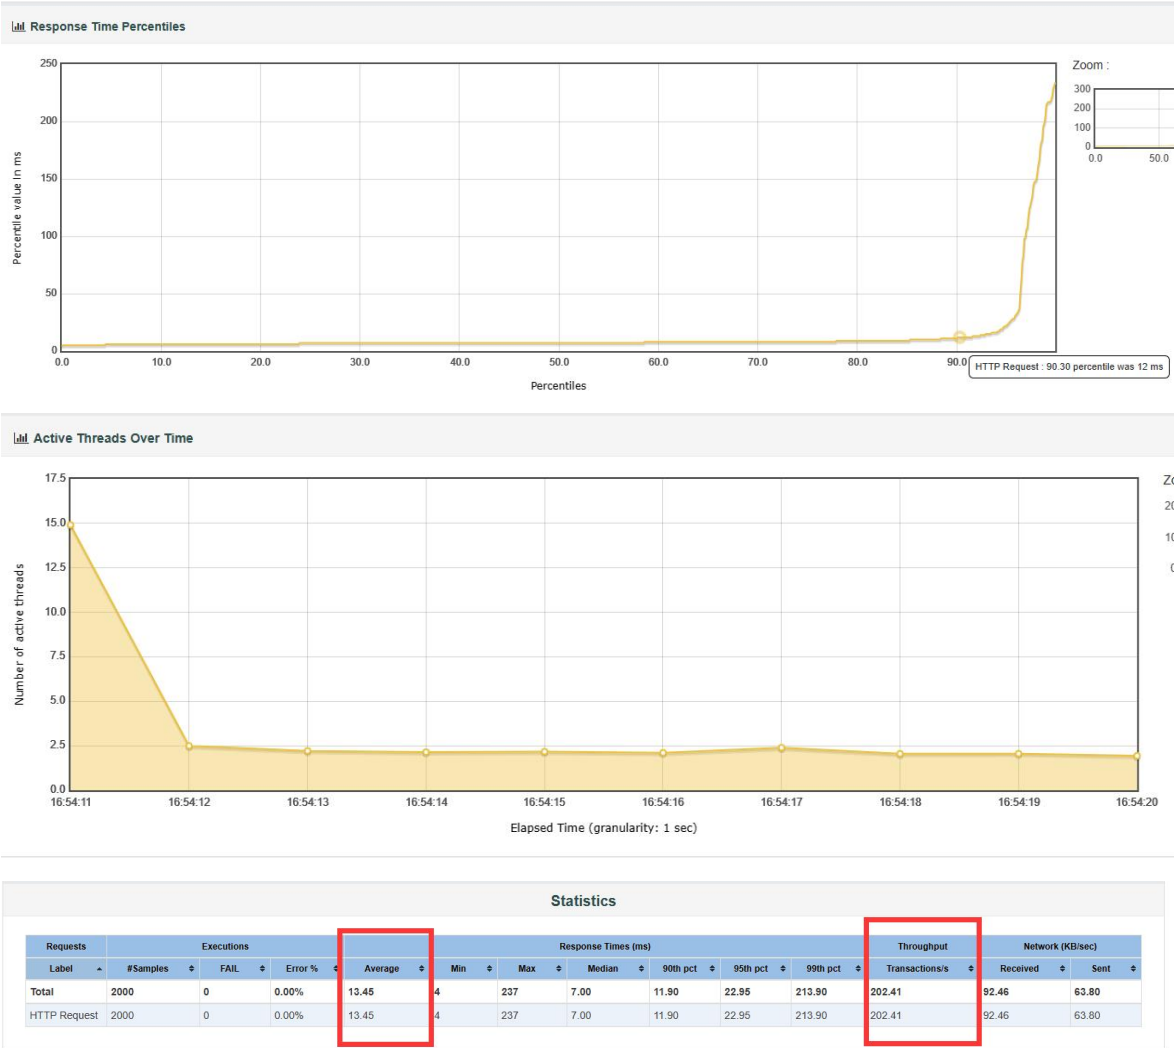 Response Time Percentiles
Zoom :
250
200
150
100
50
0
Percentile value in ms
0.0 10.0 20.0 30.0 40.0 50.0 60.0 70.0 80.0 90.0
Percentiles
HTTP Request : 90.30 percentile was 12 ms
300
200
100
0
0.0 50.0
Active Threads Over Time
17.5
15.0
12.5
10.0
7.5
5.0
2.5
0.0
Number of active threads
16:54:11 16:54:12 16:54:13 16:54:14 16:54:15 16:54:16 16:54:17 16:54:18 16:54:19 16:54:20
Elapsed Time (granularity: 1 sec)
Statistics
Requests Executions Response Times (ms) Throughput Network (KB/sec)
Label #Samples FAIL Error % Average Min Max Median 90th pct 95th pct 99th pct Transactions/s Received Sent
Total 2000 0 0.00% 13.45 4 237 7.00 11.90 22.95 213.90 202.41 92.46 63.80
HTTP Request 2000 0 0.00% 13.45 4 237 7.00 11.90 22.95 213.90 202.41 92.46 63.80